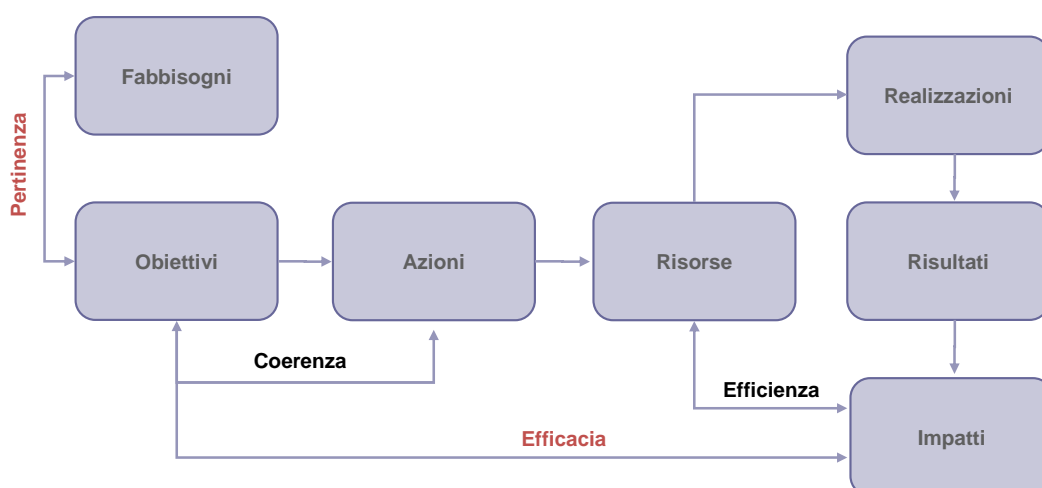 Fabbisogni
Realizzazioni
Pertinenza
Obiettivi
Azioni
Risorse
Risultati
Coerenza
Efficienza
Efficacia
Impatti